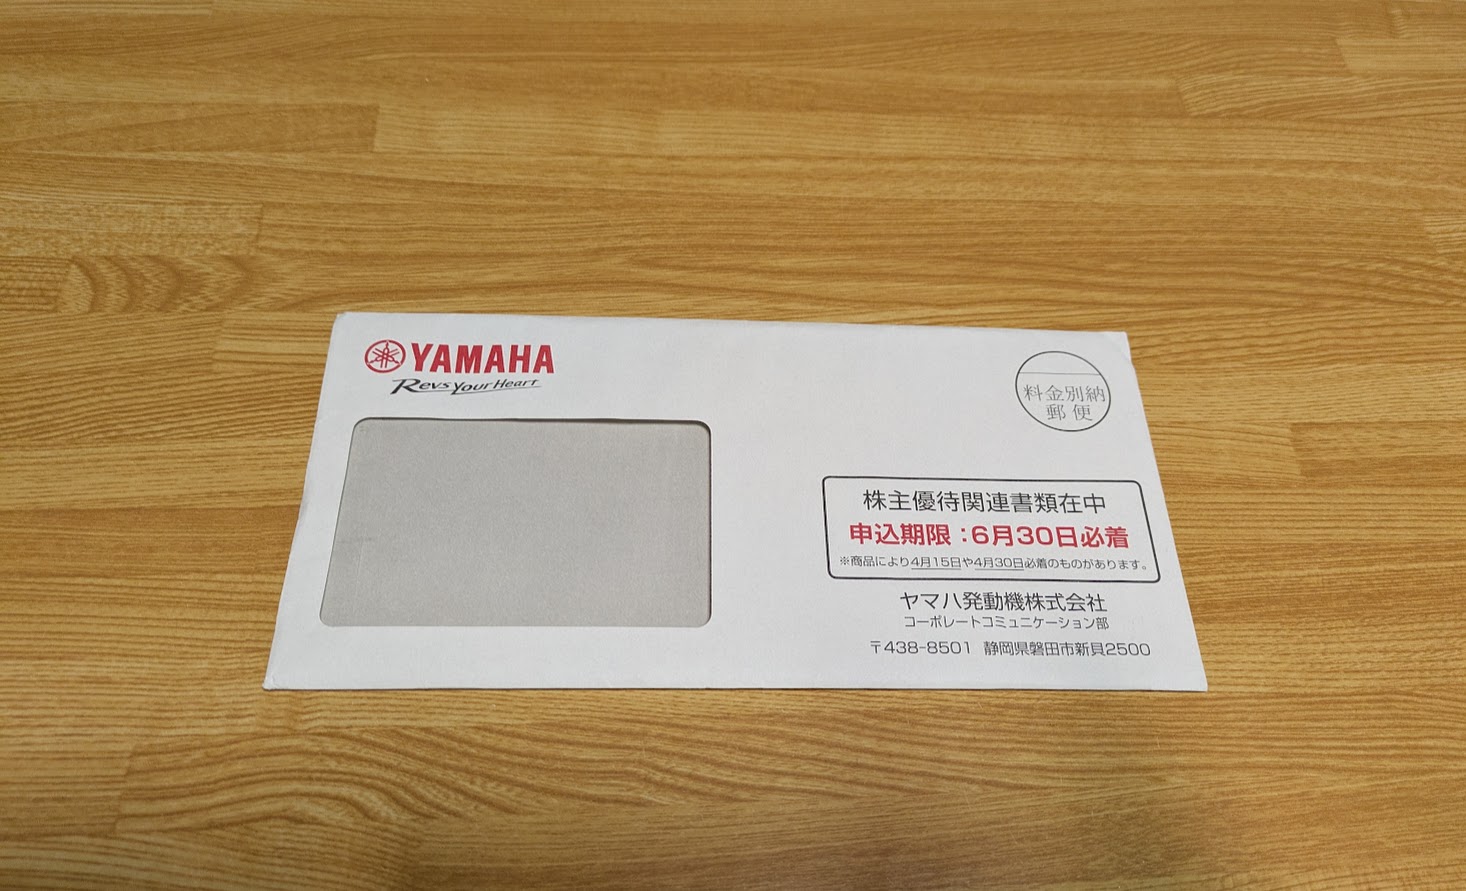 YAMAHA
Revs Your Heart
料金別納
郵便
株主優待関連書類在中
申込期限：6月30日必着
※商品により4月15日や4月30日必着のものがあります。
ヤマハ発動機株式会社
コーポレートコミュニケーション部
〒438-8501 静岡県磐田市新貝2500